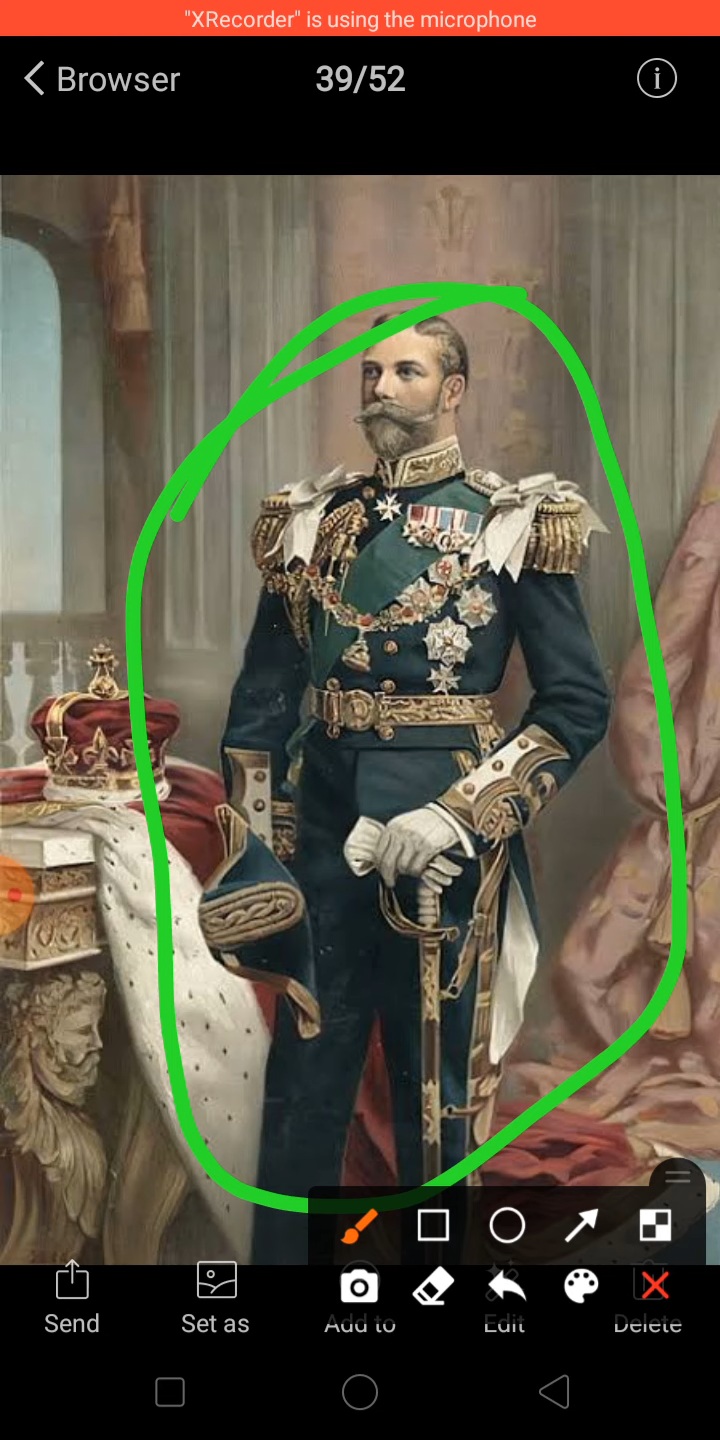 "XRecorder" is using the microphone
Browser
39/52
Send
Set as
Add to
Edit
Delete